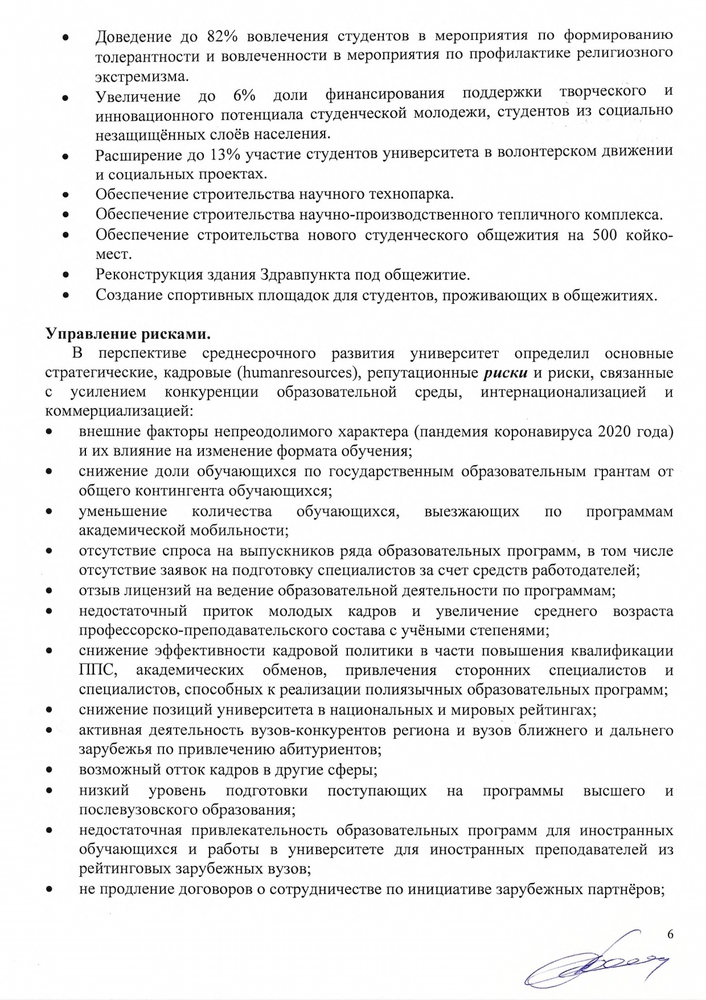 • Доведение до 82% вовлечения студентов в мероприятия по формированию
толерантности и вовлеченности в мероприятия по профилактике религиозного
экстремизма.
• Увеличение до 6% доли финансирования поддержки творческого и
инновационного потенциала студенческой молодежи, студентов из социально
незащищённых слоёв населения.
• Расширение до 13% участие студентов университета в волонтерском движении
и социальных проектах.
• Обеспечение строительства научного технопарка.
• Обеспечение строительства научно-производственного тепличного комплекса.
• Обеспечение строительства нового студенческого общежития на 500 койко-
мест.
• Реконструкция здания Здравпункта под общежитие.
• Создание спортивных площадок для студентов, проживающих в общежитиях.
Управление рисками.
В перспективе среднесрочного развития университет определил основные
стратегические, кадровые (humanresources), репутационные риски и риски, связанные
с усилением конкуренции образовательной среды, интернационализацией и
коммерциализацией:
• внешние факторы непреодолимого характера (пандемия коронавируса 2020 года)
и их влияние на изменение формата обучения;
• снижение доли обучающихся по государственным образовательным грантам от
общего контингента обучающихся;
• уменьшение количества обучающихся, выезжающих по программам
академической мобильности;
• отсутствие спроса на выпускников ряда образовательных программ, в том числе
отсутствие заявок на подготовку специалистов за счет средств работодателей;
• отзыв лицензий на ведение образовательной деятельности по программам;
• недостаточный приток молодых кадров и увеличение среднего возраста
профессорско-преподавательского состава с учёными степенями;
• снижение эффективности кадровой политики в части повышения квалификации
ППС, академических обменов, привлечения сторонних специалистов и
специалистов, способных к реализации полиязычных образовательных программ;
• снижение позиций университета в национальных и мировых рейтингах;
• активная деятельность вузов-конкурентов региона и вузов ближнего и дальнего
зарубежья по привлечению абитуриентов;
• возможный отток кадров в другие сферы;
• низкий уровень подготовки поступающих на программы высшего и
послевузовского образования;
• недостаточная привлекательность образовательных программ для иностранных
обучающихся и работы в университете для иностранных преподавателей из
рейтинговых зарубежных вузов;
• не продление договоров о сотрудничестве по инициативе зарубежных партнёров;
6